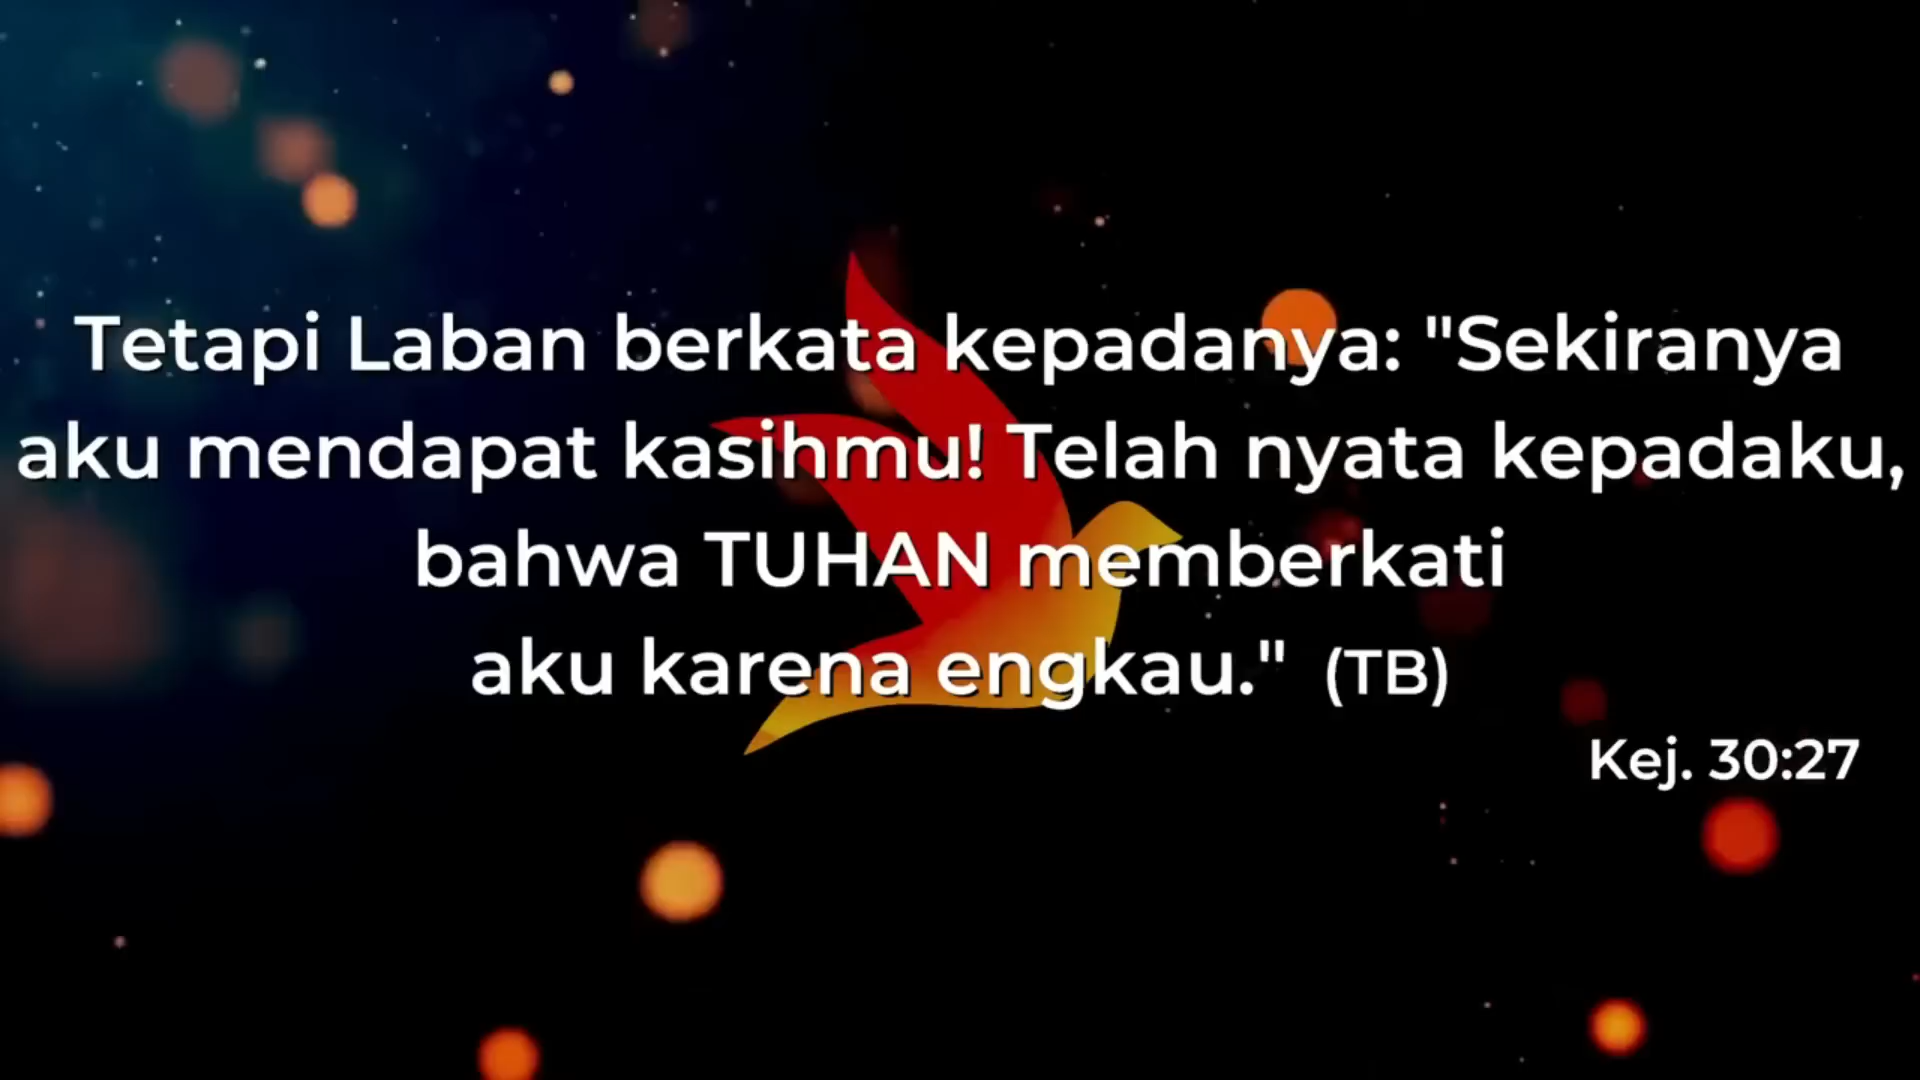 Tetapi Laban berkata kepadanya: "Sekiranya
aku mendapat kasihmu! Telah nyata kepadaku,
bahwa TUHAN memberkati
aku karena engkau." (TB)
Kej. 30:27